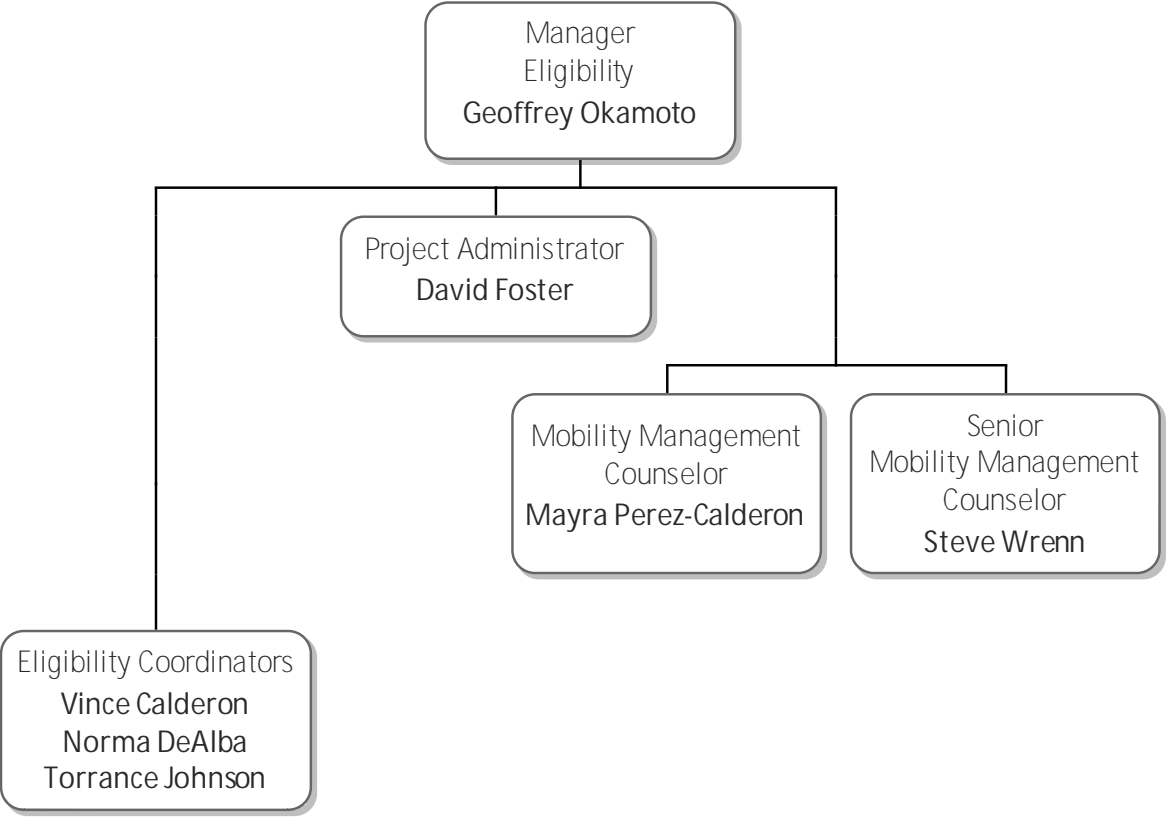 Manager
Eligibility
Geoffrey Okamoto
Project Administrator
David Foster
Mobility Management
Counselor
Mayra Perez-Calderon
Senior
Mobility Management
Counselor
Steve Wrenn
Eligibility Coordinators
Vince Calderon
Norma DeAlba
Torrance Johnson